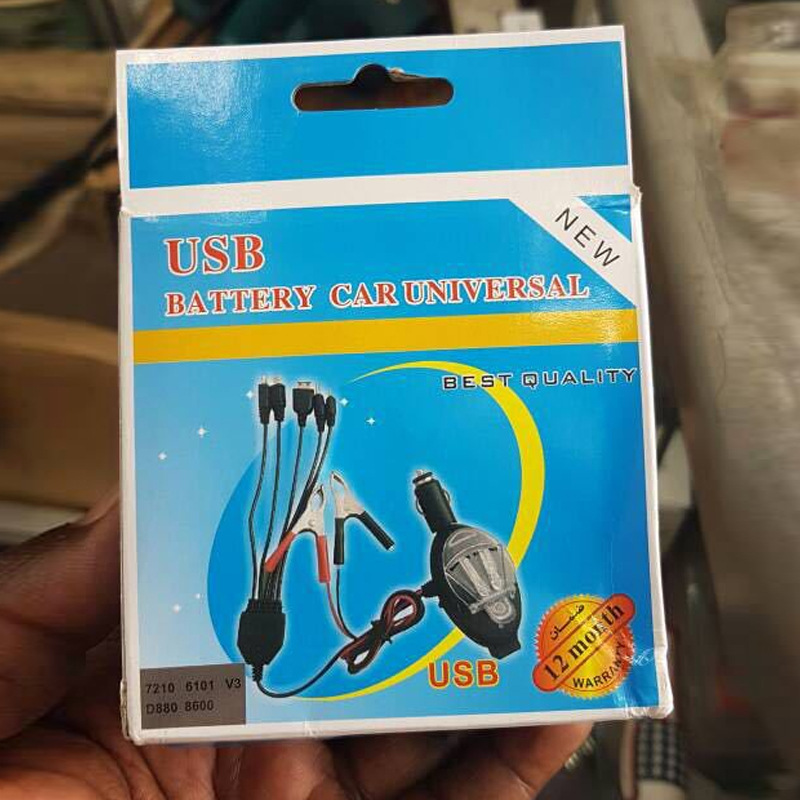 NEW
USB
BATTERY CAR UNIVERSAL
BEST QUALITY
USB
ضمان
12 month
WARRANTY
7210 6101 V3
D880 8600